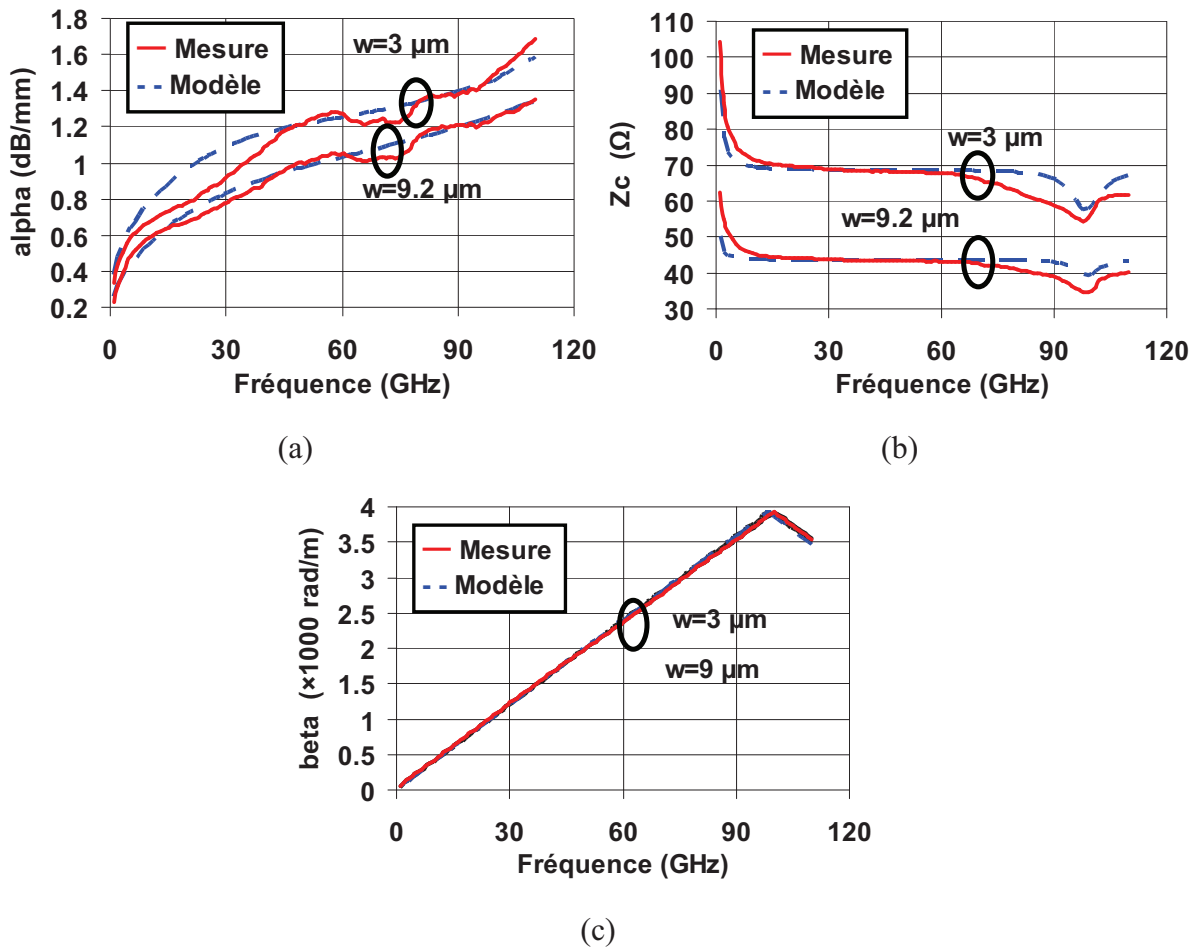 1.8
1.6
1.4
1.2
1
0.8
0.6
0.4
0.2
alpha (dB/mm)
Mesure
Modèle
w=3 µm
w=9.2 µm
0 30 60 90 120
Fréquence (GHz)
(a)
110
100
90
80
70
60
50
40
30
Zc (Ω)
Mesure
Modèle
w=3 µm
w=9.2 µm
0 30 60 90 120
Fréquence (GHz)
(b)
4
3.5
3
2.5
2
1.5
1
0.5
0
beta (×1000 rad/m)
Mesure
Modèle
w=3 µm
w=9 µm
0 30 60 90 120
Fréquence (GHz)
(c)